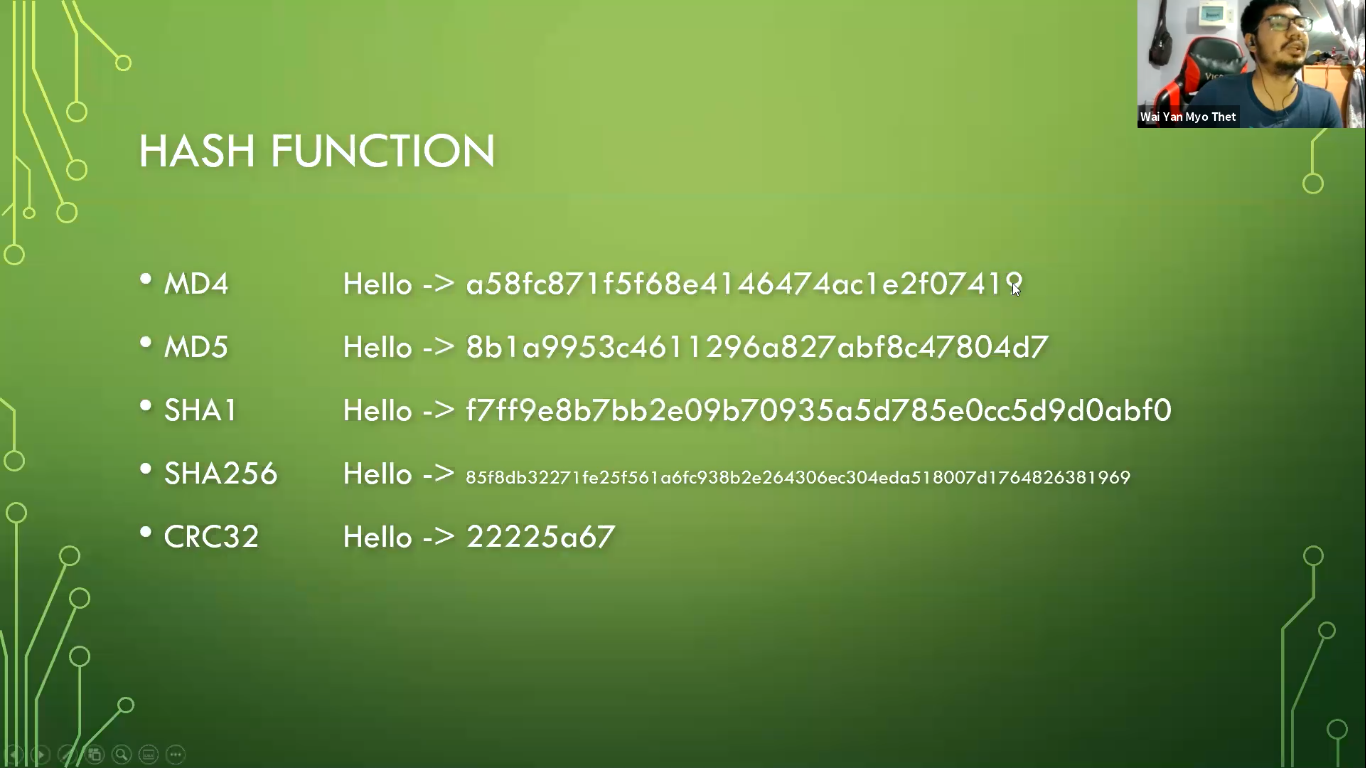 Wai Yan Myo Thet
HASH FUNCTION
• MD4 Hello -> a58fc871f5f68e4146474ac1e2f07419
• MD5 Hello -> 8b1a9953c4611296a827abf8c47804d7
• SHA1 Hello -> f7ff9e8b7bb2e09b70935a5d785e0cc5d9d0abf0
• SHA256 Hello -> 85f8db32271fe25f561a6fc938b2e264306ec304eda518007d1764826381969
• CRC32 Hello -> 22225a67